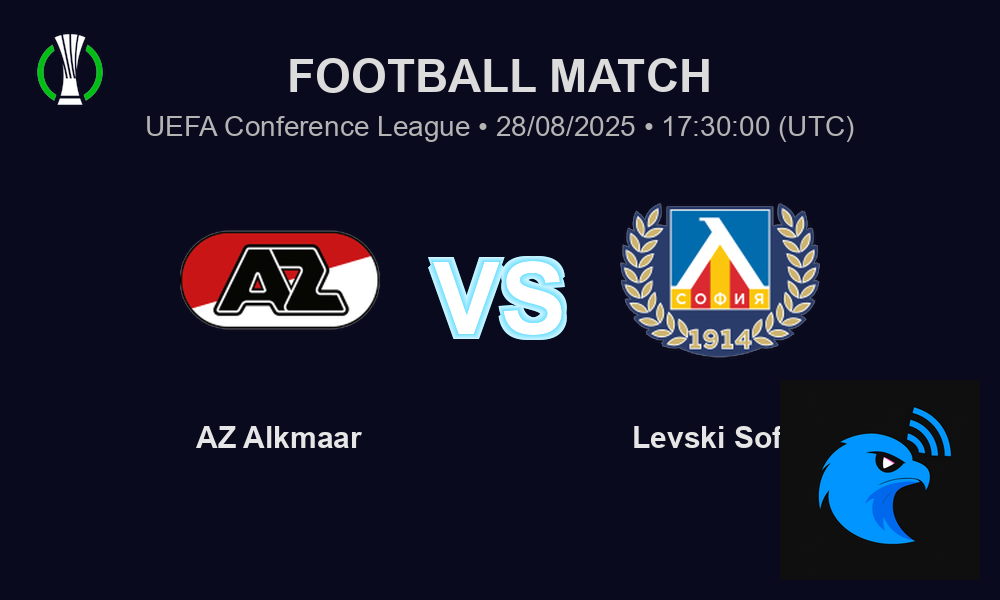 FOOTBALL MATCH
UEFA Conference League • 28/08/2025 • 17:30:00 (UTC)
AZ
VS
СОФИЯ
1914
AZ Alkmaar
Levski Sof